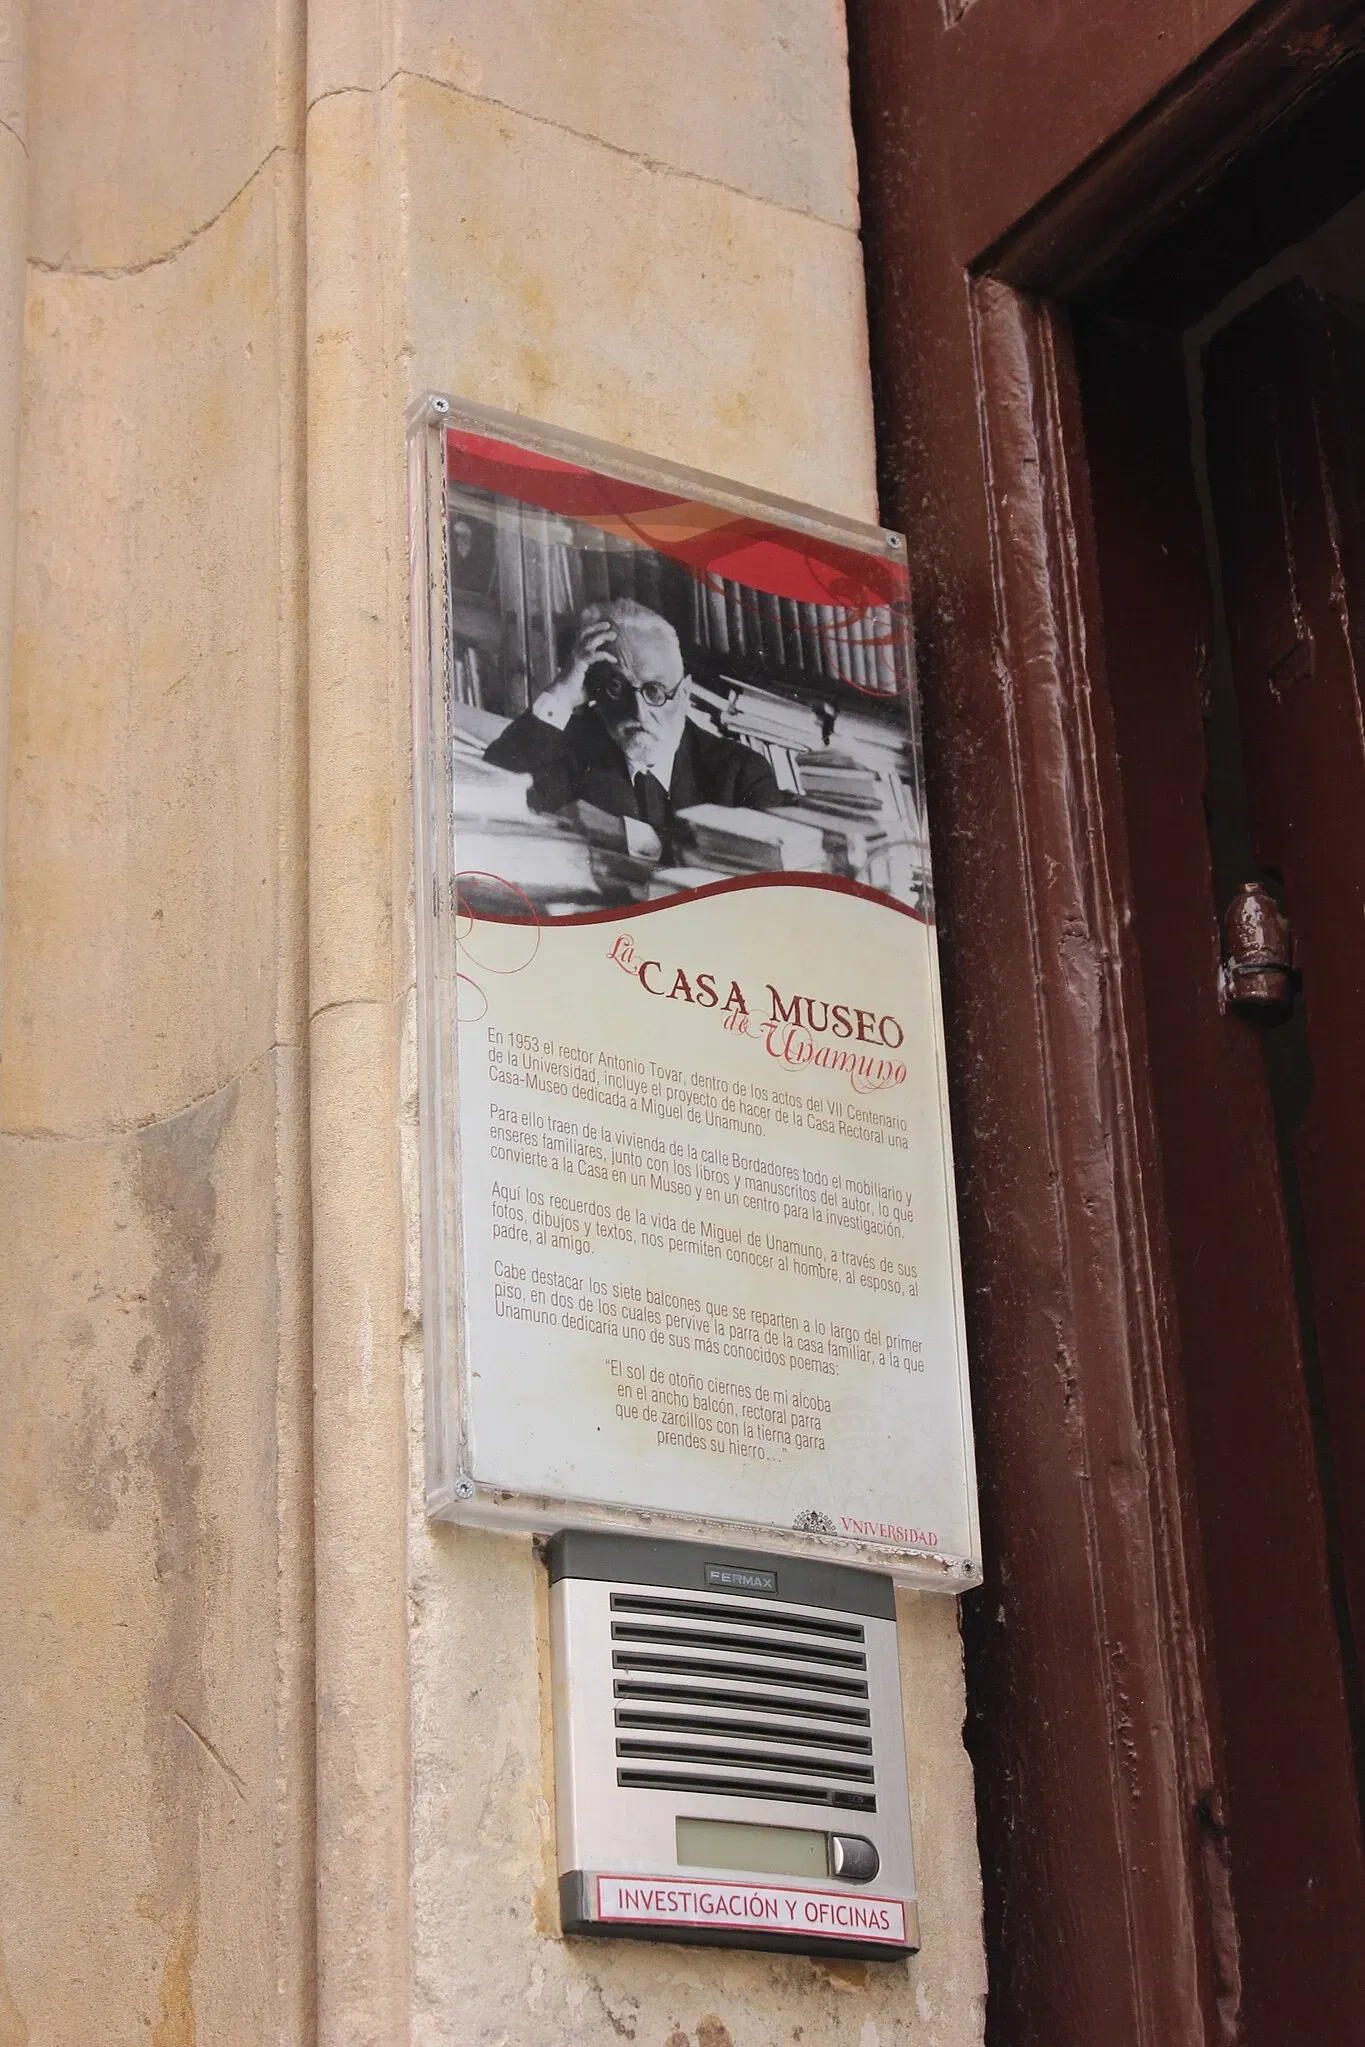 La
CASA MUSEO
de Unamuno
En 1953 el rector Antonio Tovar, dentro de los actos del VII Centenario
de la Universidad, incluye el proyecto de hacer de la Casa Rectoral una
Casa-Museo dedicada a Miguel de Unamuno.
Para ello traen de la vivienda de la calle Bordadores todo el mobiliario y
enseres familiares, junto con los libros y manuscritos del autor, lo que
convierte a la Casa en un Museo y en un centro para la investigación.
Aquí los recuerdos de la vida de Miguel de Unamuno, a través de sus
fotos, dibujos y textos, nos permiten conocer al hombre, al esposo, al
padre, al amigo.
Cabe destacar los siete balcones que se reparten a lo largo del primer
piso, en dos de los cuales pervive la parra de la casa familiar, a la que
Unamuno dedicaría uno de sus más conocidos poemas:
"El sol de otoño ciernes de mi alcoba
en el ancho balcón, rectoral parra
que de zarcillos con la tierna garra
prendes su hierro..."
VNiVERSiDAD
FERMAX
INVESTIGACIÓN Y OFICINAS